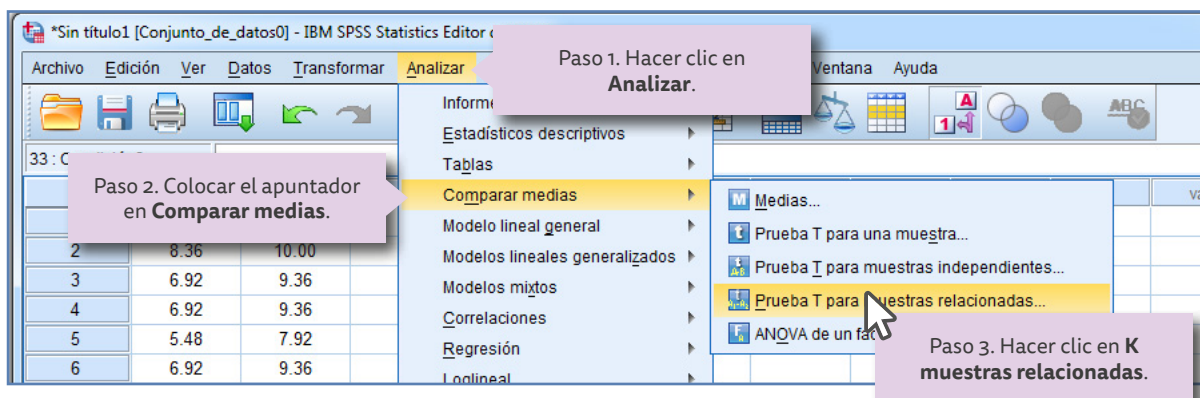 *Sin título1 [Conjunto_de_datos0] - IBM SPSS Statistics Editor
Archivo Edición Ver Datos Transformar Analizar Ventana Ayuda
Paso 1. Hacer clic en
Analizar.
33 :
Paso 2. Colocar el apuntador
en Comparar medias.
Estadísticos descriptivos
Tablas
Comparar medias
Modelo lineal general
Modelos lineales generalizados
Modelos mixtos
Correlaciones
Regresión
Loglineal
Medias...
Prueba T para una muestra...
Prueba T para muestras independientes...
Prueba T para muestras relacionadas...
ANOVA de un
Paso 3. Hacer clic en K
muestras relacionadas.
2 8.36 10.00
3 6.92 9.36
4 6.92 9.36
5 5.48 7.92
6 6.92 9.36